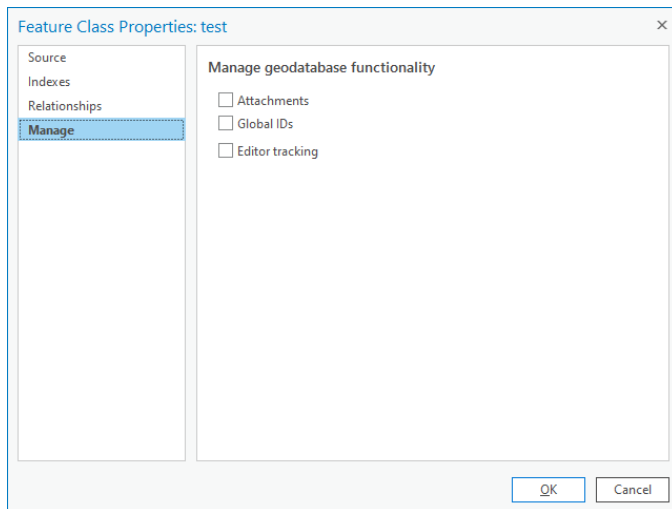 Feature Class Properties: test
Source
Indexes
Relationships
Manage
Manage geodatabase functionality
Attachments
Global IDs
Editor tracking
OK
Cancel